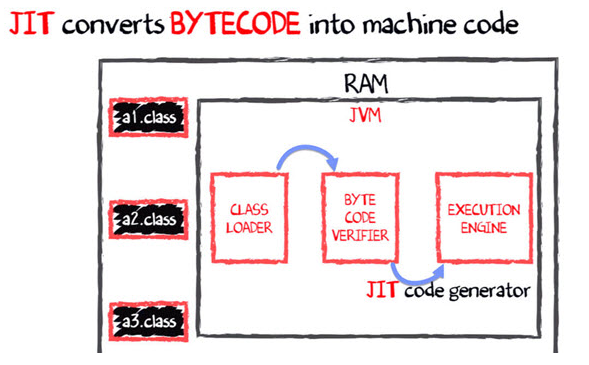 JIT converts BYTECODE into machine code
RAM
JVM
a1.class
a2.class
a3.class
CLASS
LOADER
BYTE
CODE
VERIFIER
EXECUTION
ENGINE
JIT code generator